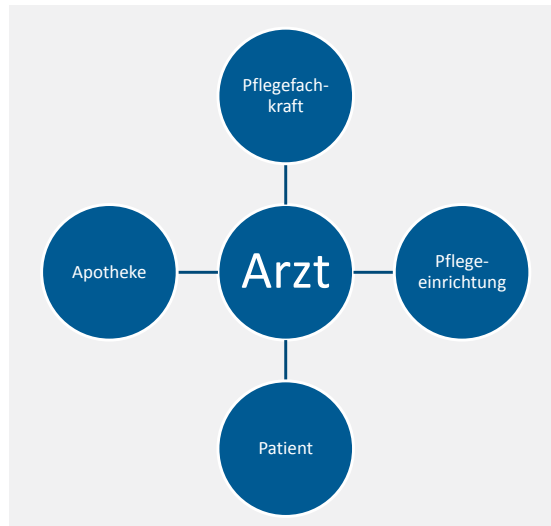 Pflegefach-
kraft
Apotheke
Arzt
Pflege-
einrichtung
Patient